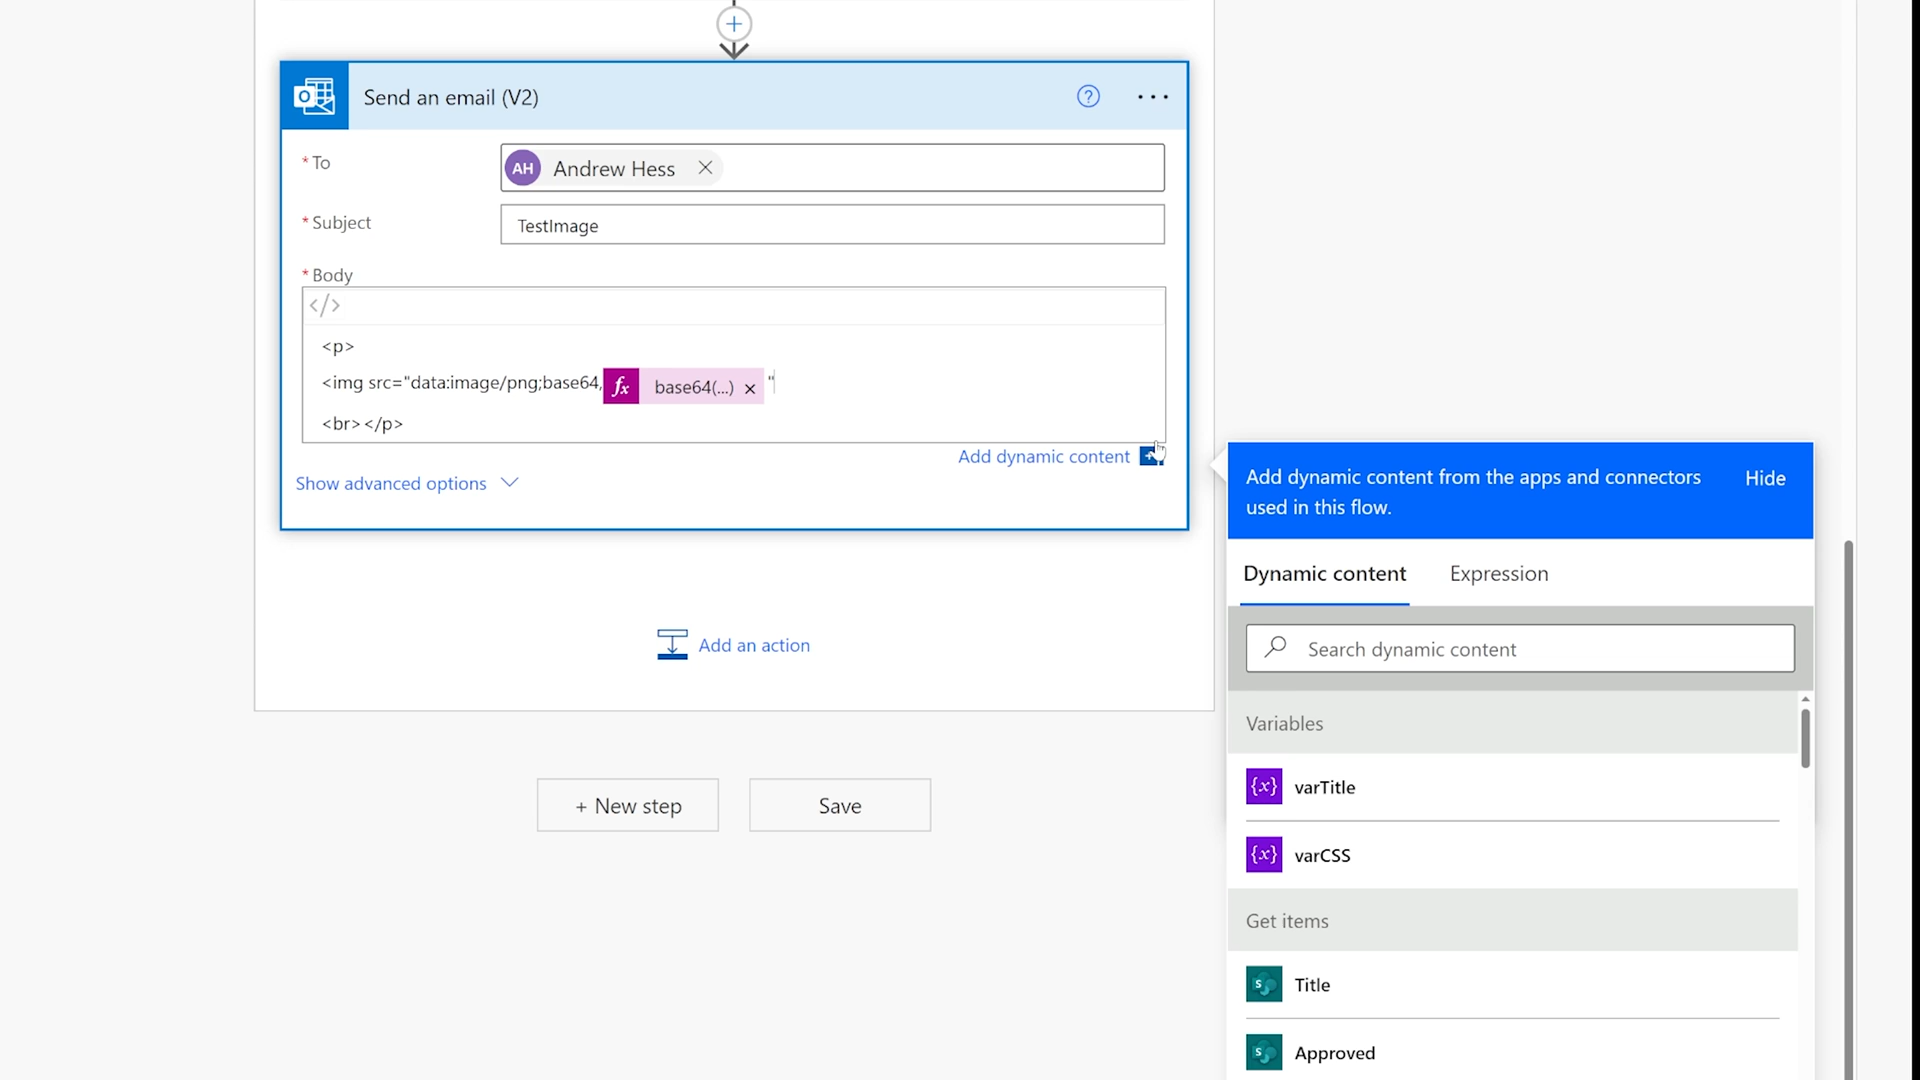 Send an email (V2)
?
* To
AH Andrew Hess
* Subject
TestImage
* Body
</>
<p>
<img src="data:image/png;base64, fx base64(...) × "
<br></p>
Add dynamic content
Show advanced options
Add an action
+ New step
Save
Add dynamic content from the apps and connectors
used in this flow.
Hide
Dynamic content
Expression
Search dynamic content
Variables
{x} varTitle
{x} varCSS
Get items
S Title
S Approved